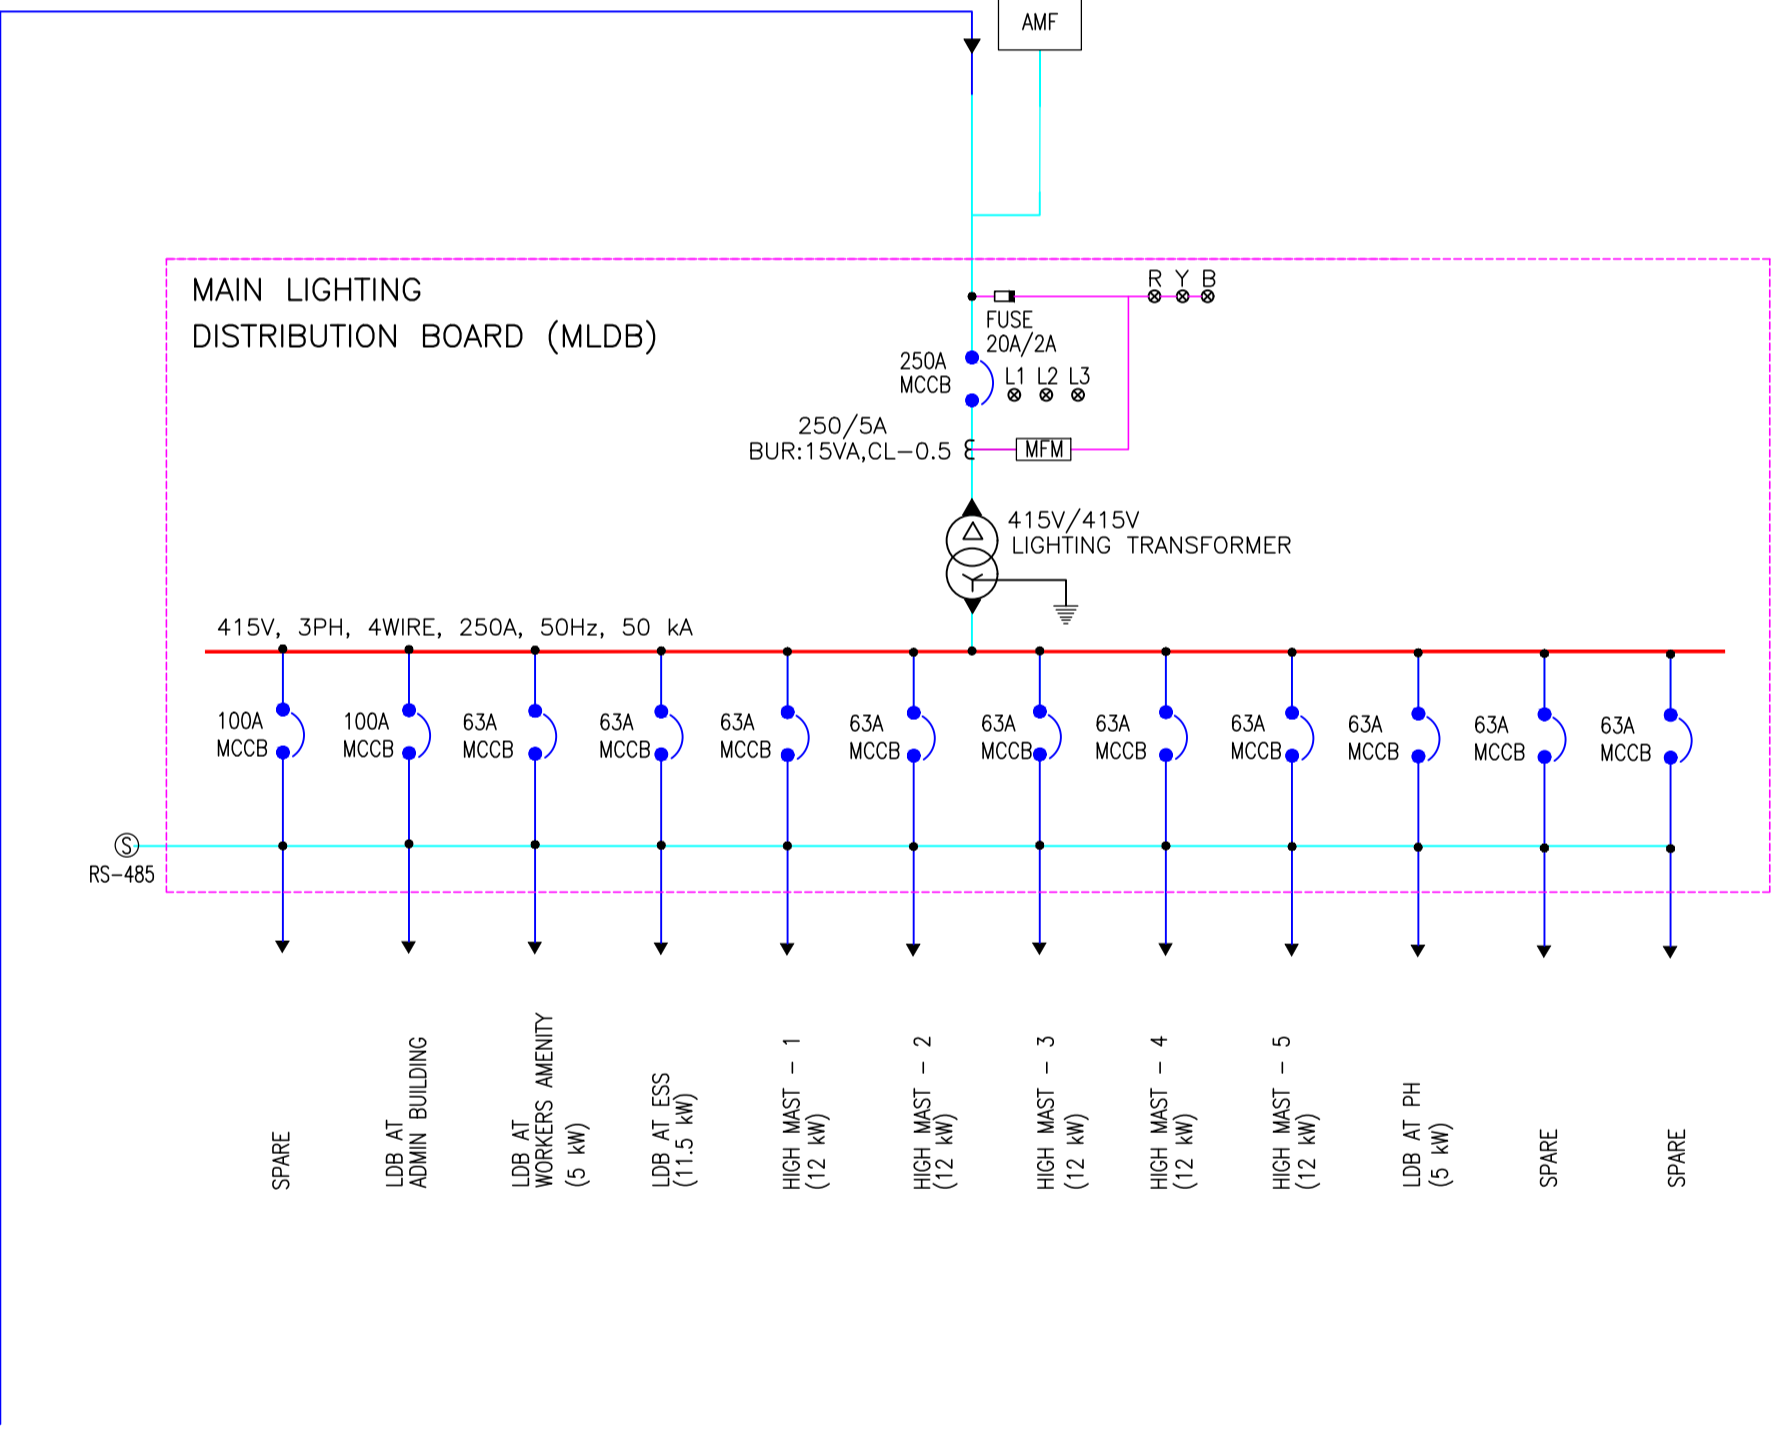 AMF
MAIN LIGHTING
DISTRIBUTION BOARD (MLDB)
R Y B
FUSE
20A/2A
250A
MCCB
L1 L2 L3
250/5A
BUR:15VA,CL-0.5
MFM
415V/415V
LIGHTING TRANSFORMER
415V, 3PH, 4WIRE, 250A, 50Hz, 50 kA
100A
MCCB
100A
MCCB
63A
MCCB
63A
MCCB
63A
MCCB
63A
MCCB
63A
MCCB
63A
MCCB
63A
MCCB
63A
MCCB
63A
MCCB
63A
MCCB
S
RS-485
SPARE
LDB AT
ADMIN BUILDING
LDB AT
WORKERS AMENITY
(5 kW)
LDB AT ESS
(11.5 kW)
HIGH MAST - 1
(12 kW)
HIGH MAST - 2
(12 kW)
HIGH MAST - 3
(12 kW)
HIGH MAST - 4
(12 kW)
HIGH MAST - 5
(12 kW)
LDB AT PH
(5 kW)
SPARE
SPARE